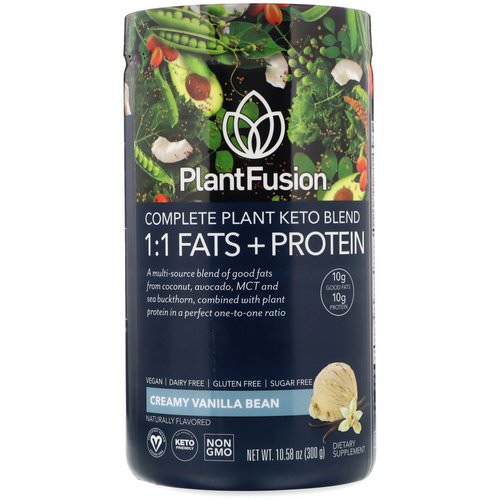 PlantFusion
COMPLETE PLANT KETO BLEND
1:1 FATS + PROTEIN
A multi-source blend of good fats
from coconut, avocado, MCT and
sea buckthorn, combined with plant
protein in a perfect one-to-one ratio
10g
GOOD FATS
10g
PROTEIN
VEGAN | DAIRY FREE | GLUTEN FREE | SUGAR FREE
CREAMY VANILLA BEAN
NATURALLY FLAVORED
KETO
FRIENDLY
NON
GMO
NET WT. 10.58 oz (300 g)
DIETARY
SUPPLEMENT